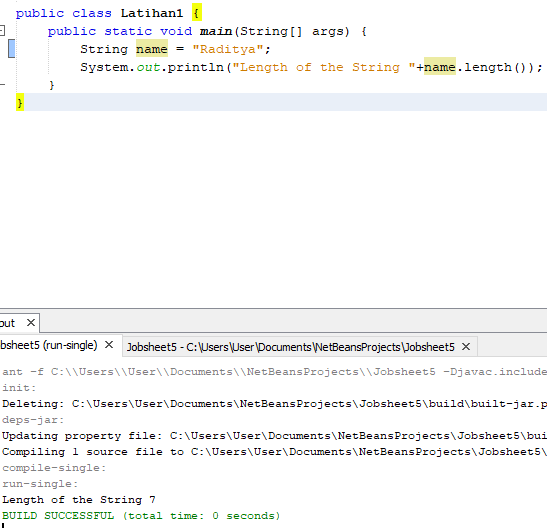 public class Latihan1 {
public static void main(String[] args) {
String name = "Raditya";
System.out.println("Length of the String "+name.length());
}
}
out
bsheet5 (run-single)
Jobsheet5 - C:\Users\User\Documents\NetBeansProjects\Jobsheet5
ant -f C:\\Users\\User\\Documents\\NetBeansProjects\\Jobsheet5 -Djavac.include
init:
Deleting: C:\Users\User\Documents\NetBeansProjects\Jobsheet5\build\built-jar.p
deps-jar:
Updating property file: C:\Users\User\Documents\NetBeansProjects\Jobsheet5\bui
Compiling 1 source file to C:\Users\User\Documents\NetBeansProjects\Jobsheet5\
compile-single:
run-single:
Length of the String 7
BUILD SUCCESSFUL (total time: 0 seconds)